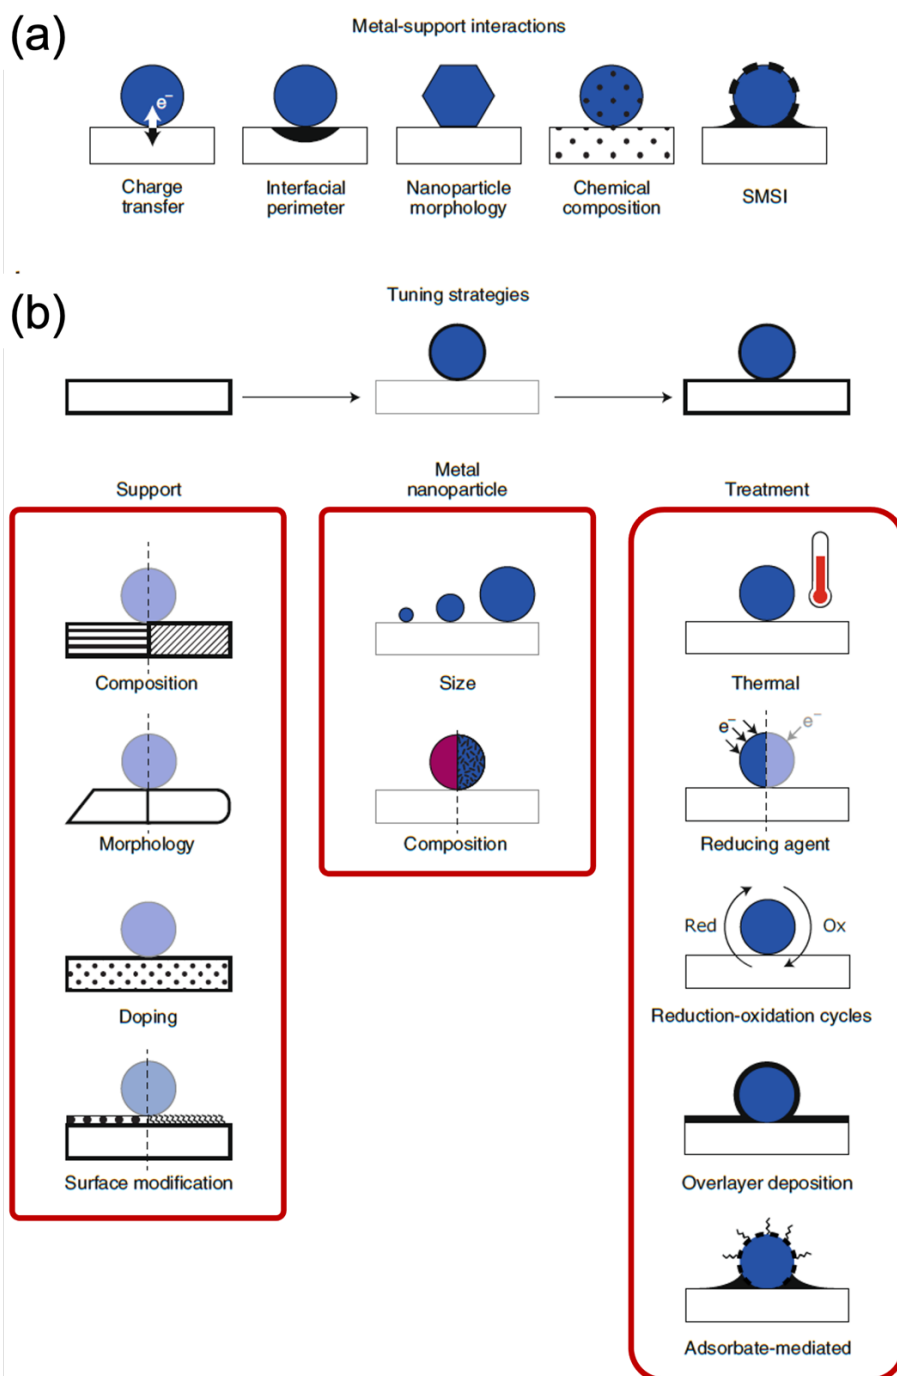 (a)
Metal-support interactions
e⁻
Charge
transfer
Interfacial
perimeter
Nanoparticle
morphology
Chemical
composition
SMSI
(b)
Tuning strategies
Support
Metal
nanoparticle
Treatment
Composition
Size
Thermal
e⁻
e⁻
Morphology
Composition
Reducing agent
Red
Ox
Doping
Reduction-oxidation cycles
Surface modification
Overlayer deposition
Adsorbate-mediated